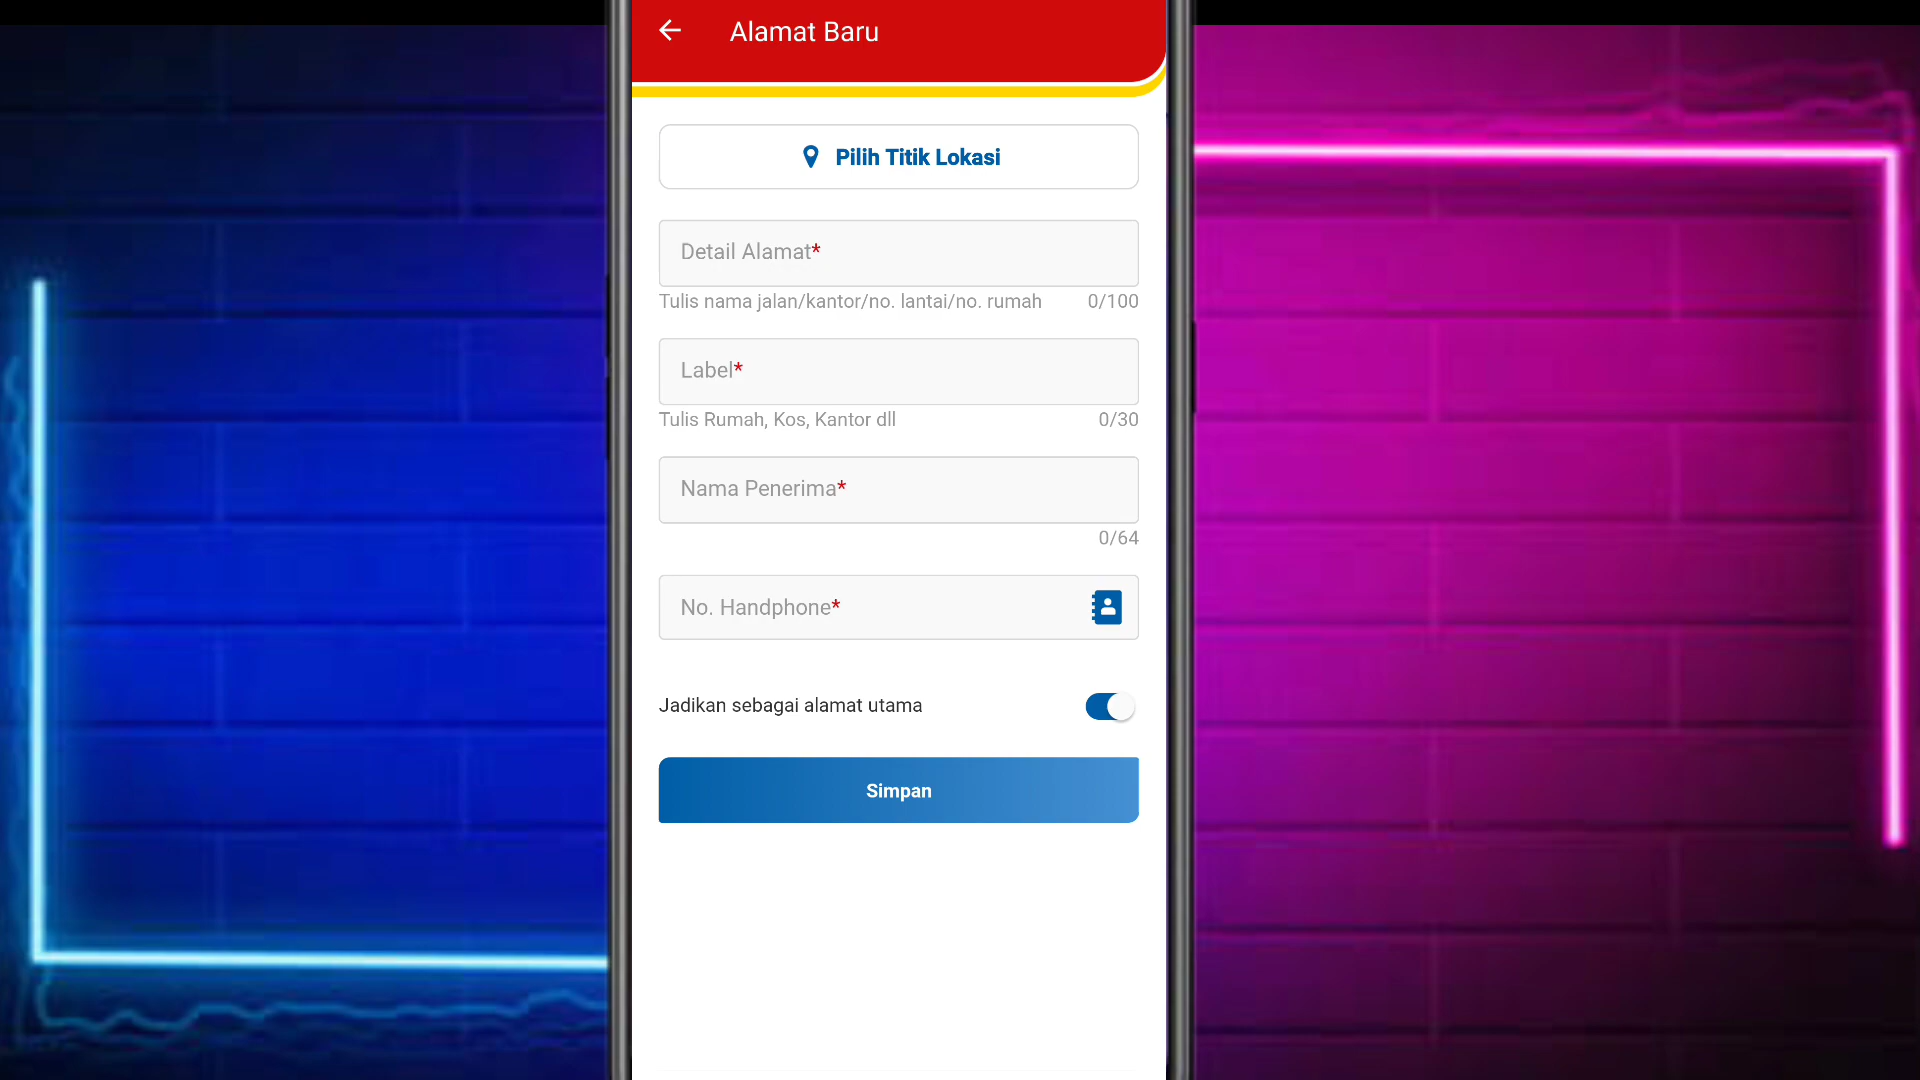 Alamat Baru
Pilih Titik Lokasi
Detail Alamat*
Tulis nama jalan/kantor/no. lantai/no. rumah 0/100
Label*
Tulis Rumah, Kos, Kantor dll 0/30
Nama Penerima*
0/64
No. Handphone*
Jadikan sebagai alamat utama
Simpan